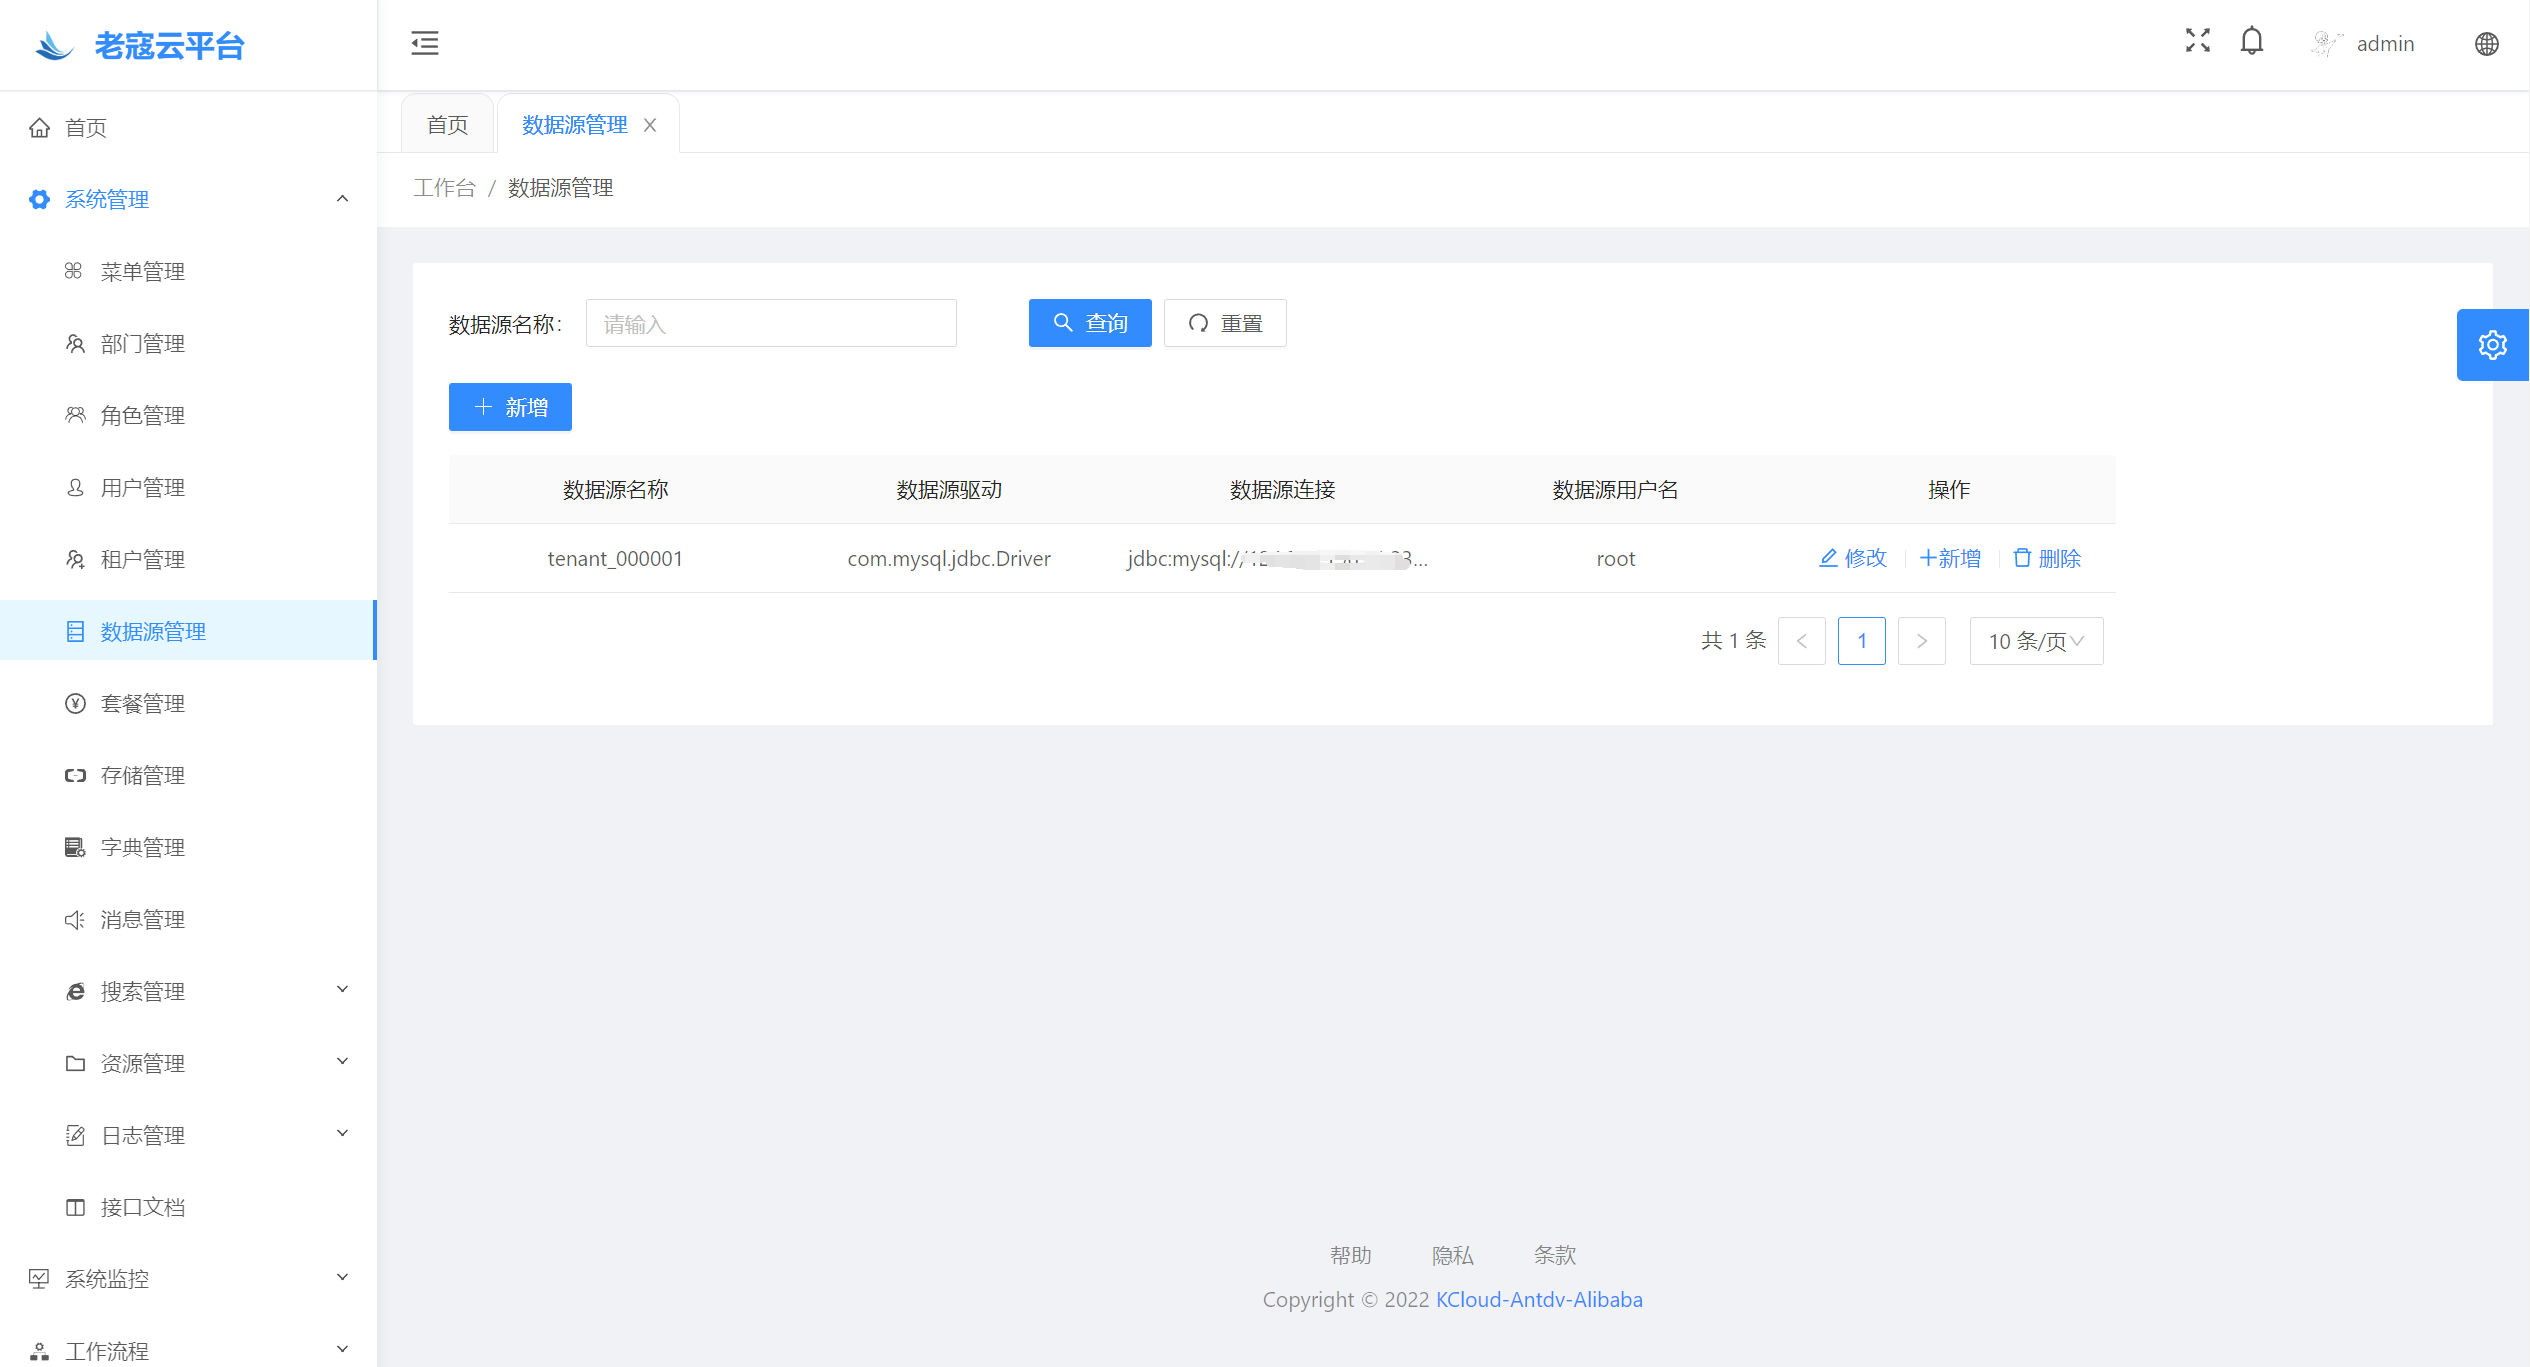 老寇云平台
admin
首页
系统管理
菜单管理
部门管理
角色管理
用户管理
租户管理
数据源管理
套餐管理
存储管理
字典管理
消息管理
搜索管理
资源管理
日志管理
接口文档
系统监控
工作流程
首页 数据源管理
工作台 / 数据源管理
数据源名称： 请输入 查询 重置
新增
数据源名称 数据源驱动 数据源连接 数据源用户名 操作
tenant_000001 com.mysql.jdbc.Driver jdbc:mysql:// ... root 修改 新增 删除
共 1 条 1 10 条/页
帮助 隐私 条款
Copyright © 2022 KCloud-Antdv-Alibaba